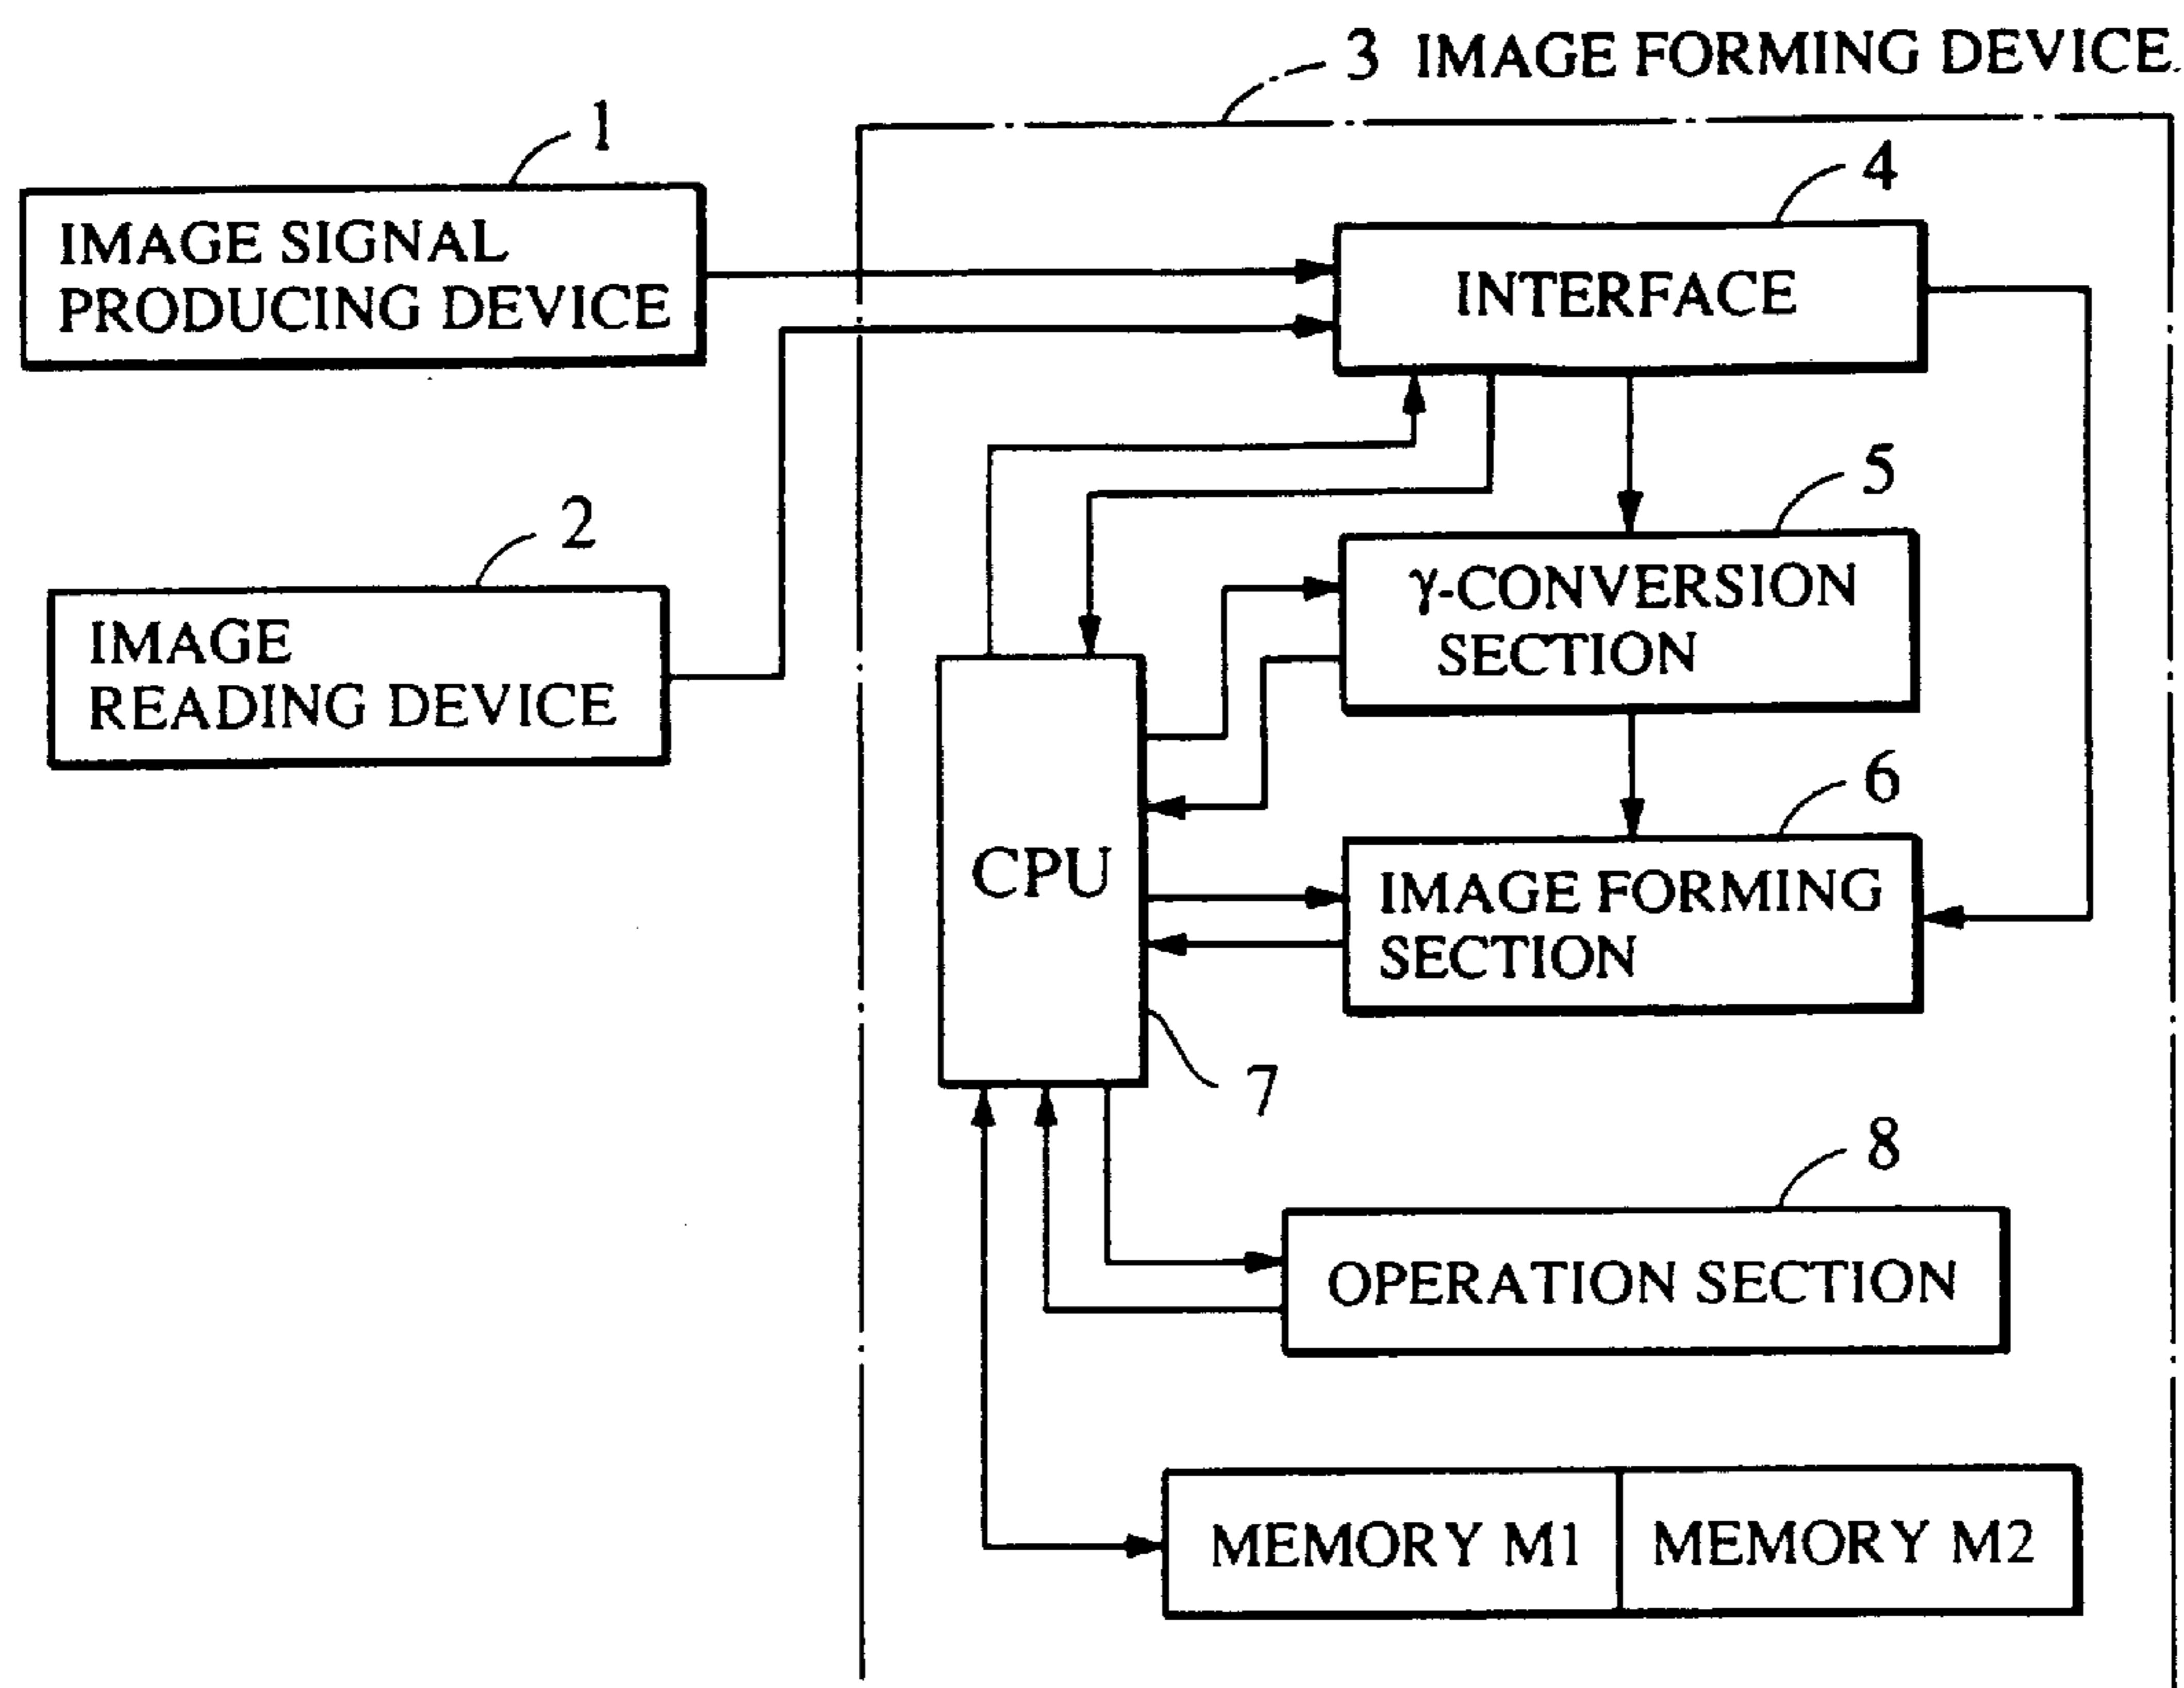 3 IMAGE FORMING DEVICE
1
4
IMAGE SIGNAL
PRODUCING DEVICE
INTERFACE
2
5
IMAGE
READING DEVICE
γ-CONVERSION
SECTION
6
CPU
IMAGE FORMING
SECTION
7
8
OPERATION SECTION
MEMORY M1
MEMORY M2